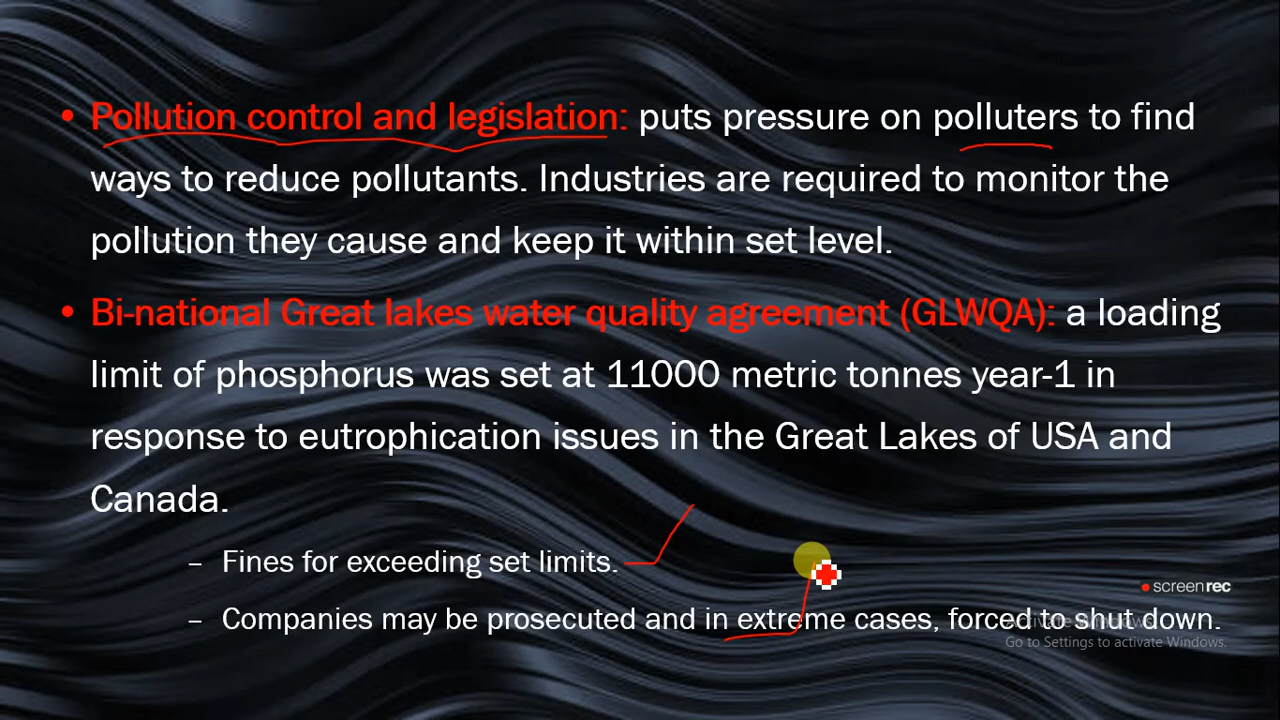 • Pollution control and legislation: puts pressure on polluters to find
ways to reduce pollutants. Industries are required to monitor the
pollution they cause and keep it within set level.
• Bi-national Great lakes water quality agreement (GLWQA): a loading
limit of phosphorus was set at 11000 metric tonnes year-1 in
response to eutrophication issues in the Great Lakes of USA and
Canada.
– Fines for exceeding set limits.
screenrec
– Companies may be prosecuted and in extreme cases, forced to shut down.
Activate Windows
Go to Settings to activate Windows.